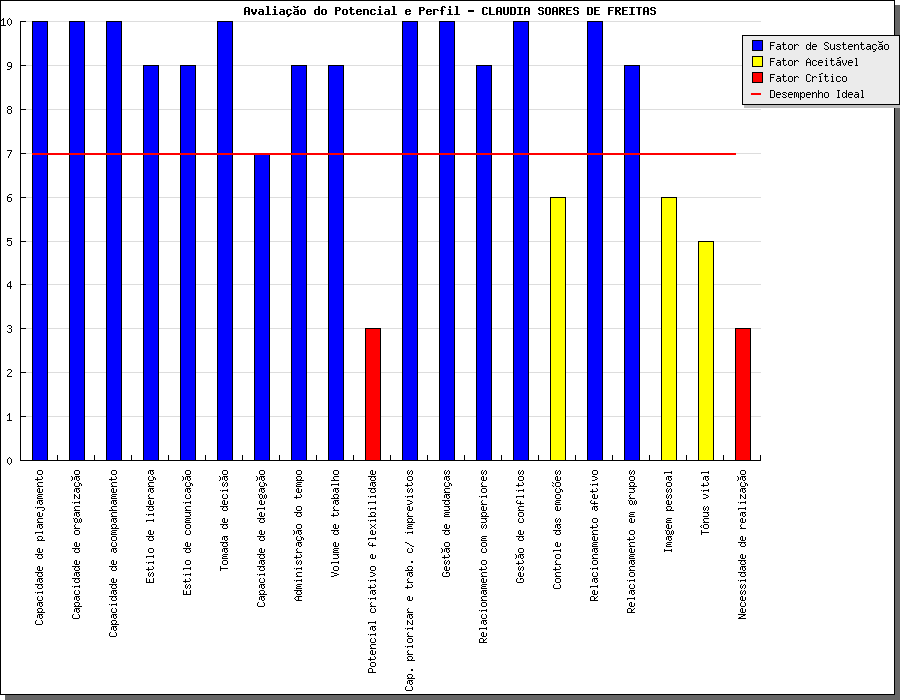 Avaliação do Potencial e Perfil - CLAUDIA SOARES DE FREITAS
Fator de Sustentação
Fator Aceitável
Fator Crítico
Desempenho Ideal
10
9
8
7
6
5
4
3
2
1
0
Capacidade de planejamento
Capacidade de organização
Capacidade de acompanhamento
Estilo de liderança
Estilo de comunicação
Tomada de decisão
Capacidade de delegação
Administração do tempo
Volume de trabalho
Potencial criativo e flexibilidade
Cap. priorizar e trab. c/ imprevistos
Gestão de mudanças
Relacionamento com superiores
Gestão de conflitos
Controle das emoções
Relacionamento afetivo
Relacionamento em grupos
Imagem pessoal
Tônus vital
Necessidade de realização